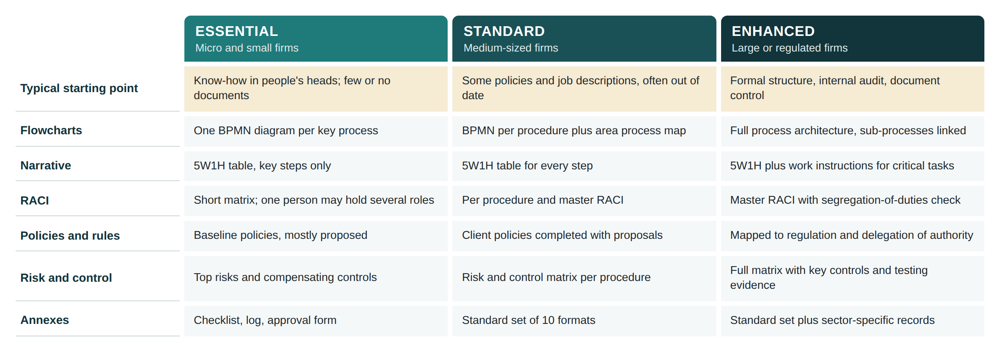 ESSENTIAL
Micro and small firms
STANDARD
Medium-sized firms
ENHANCED
Large or regulated firms
Typical starting point
Know-how in people's heads; few or no
documents
Some policies and job descriptions, often out of
date
Formal structure, internal audit, document
control
Flowcharts
One BPMN diagram per key process
BPMN per procedure plus area process map
Full process architecture, sub-processes linked
Narrative
5W1H table, key steps only
5W1H table for every step
5W1H plus work instructions for critical tasks
RACI
Short matrix; one person may hold several roles
Per procedure and master RACI
Master RACI with segregation-of-duties check
Policies and rules
Baseline policies, mostly proposed
Client policies completed with proposals
Mapped to regulation and delegation of authority
Risk and control
Top risks and compensating controls
Risk and control matrix per procedure
Full matrix with key controls and testing
evidence
Annexes
Checklist, log, approval form
Standard set of 10 formats
Standard set plus sector-specific records